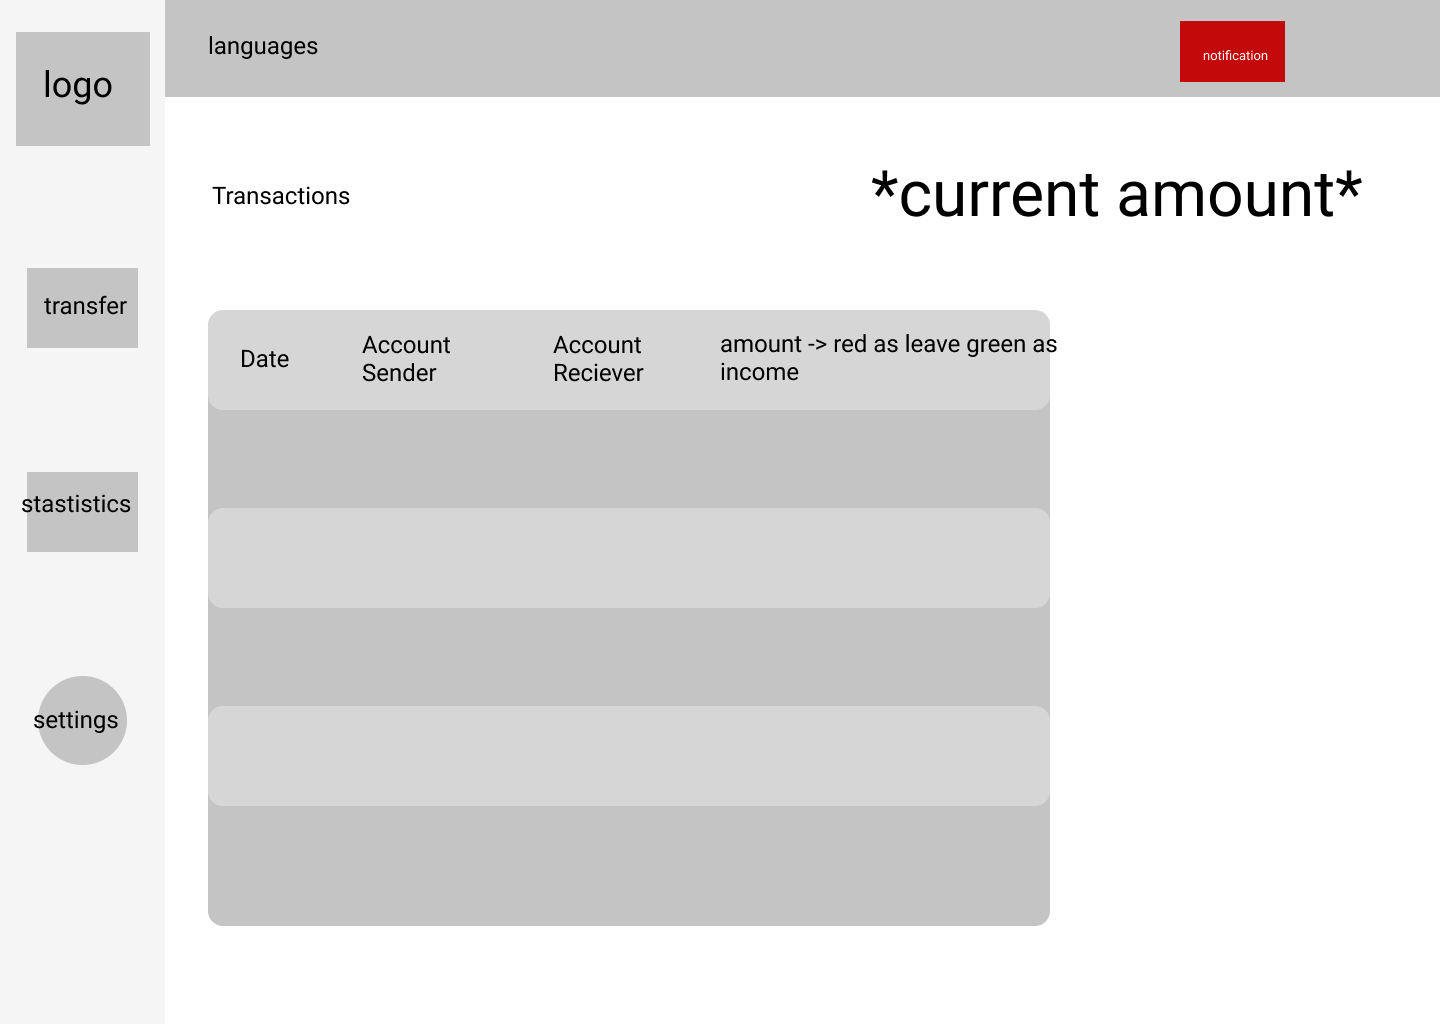 logo
languages
notification
Transactions
*current amount*
transfer
Date
Account
Sender
Account
Reciever
amount -> red as leave green as
income
stastistics
settings